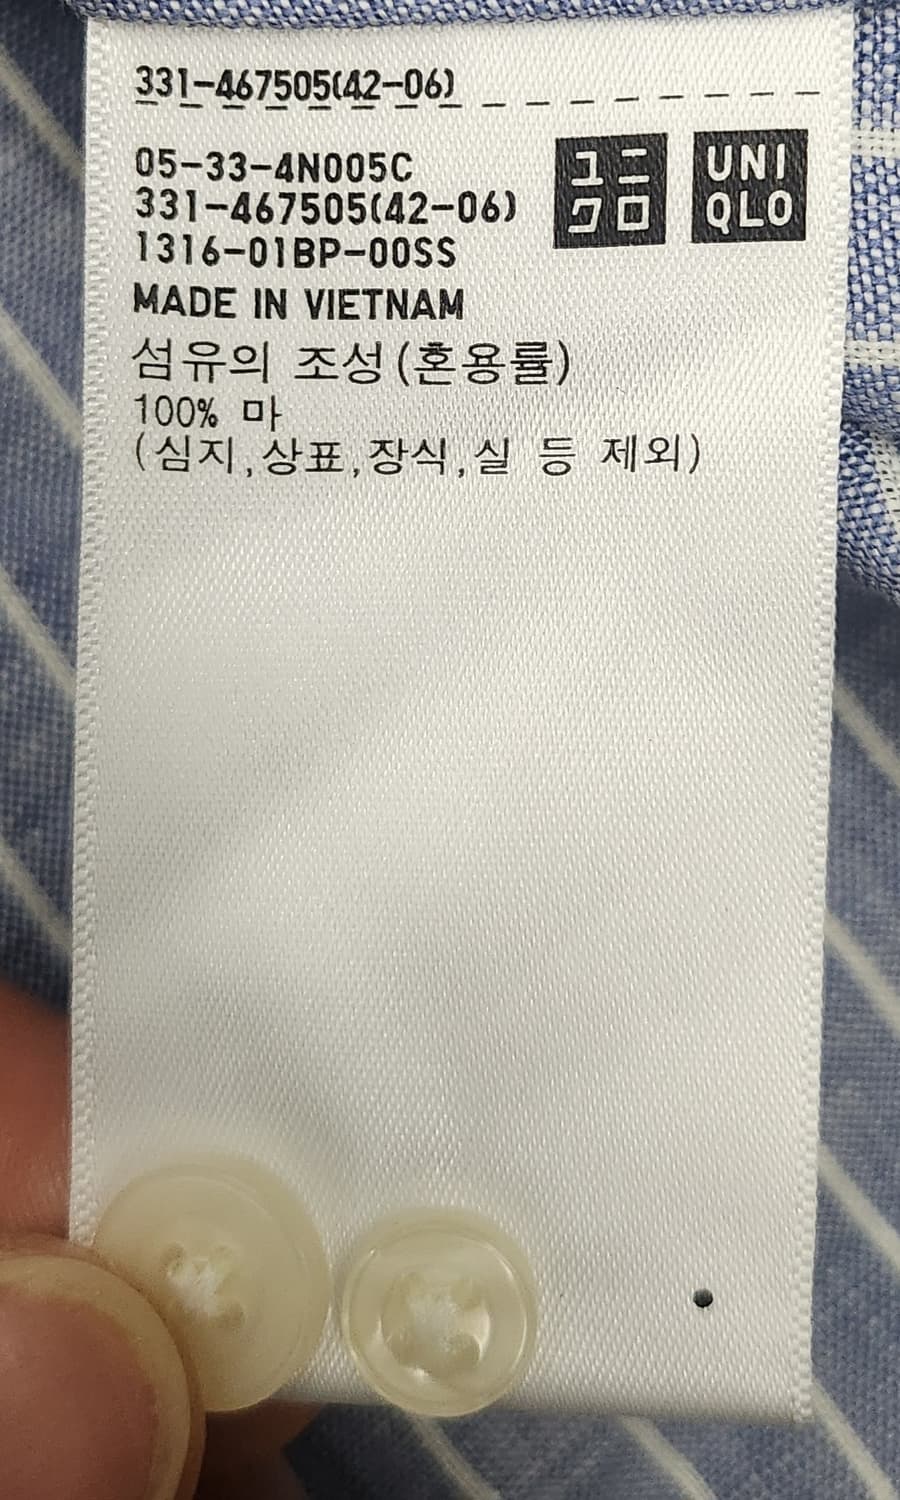 331-467505(42-06)
05-33-4N005C
331-467505(42-06)
1316-01BP-00SS
ユニ
クロ
UNI
QLO
MADE IN VIETNAM
섬유의 조성(혼용률)
100% 마
(심지,상표,장식,실 등 제외)